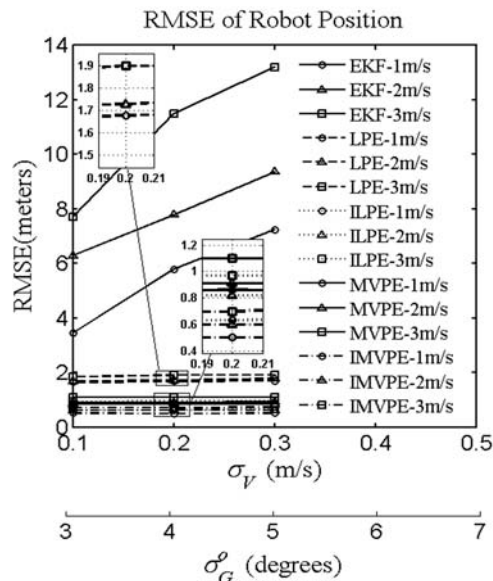 RMSE of Robot Position
RMSE(meters)
14
12
10
8
6
4
2
0
0.1 0.2 0.3 0.4 0.5
σV (m/s)
3 4 5 6 7
σG^o (degrees)
1.9
1.8
1.7
1.6
1.5
0.19 0.2 0.21
1.2
1
0.8
0.6
0.4
0.19 0.2 0.21
EKF-1m/s
EKF-2m/s
EKF-3m/s
LPE-1m/s
LPE-2m/s
LPE-3m/s
ILPE-1m/s
ILPE-2m/s
ILPE-3m/s
MVPE-1m/s
MVPE-2m/s
MVPE-3m/s
IMVPE-1m/s
IMVPE-2m/s
IMVPE-3m/s